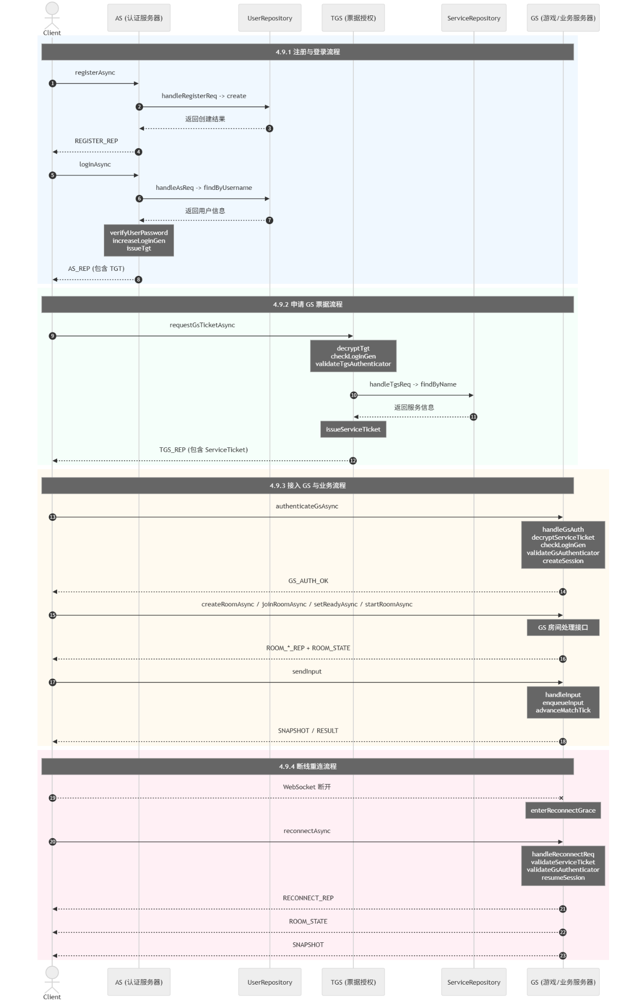 AS (认证服务器)
UserRepository
TGS (票据授权)
ServiceRepository
GS (游戏/业务服务器)
Client
4.9.1 注册与登录流程
registerAsync
1
handleRegisterReq -> create
2
返回创建结果
3
REGISTER_REP
4
loginAsync
5
handleAsReq -> findByUsername
6
返回用户信息
7
verifyUserPassword
increaseLoginGen
issueTgt
AS_REP (包含 TGT)
8
4.9.2 申请 GS 票据流程
requestGsTicketAsync
9
decryptTgt
checkLoginGen
validateTgsAuthenticator
handleTgsReq -> findByName
10
返回服务信息
11
issueServiceTicket
TGS_REP (包含 ServiceTicket)
12
4.9.3 接入 GS 与业务流程
authenticateGsAsync
13
handleGsAuth
decryptServiceTicket
checkLoginGen
validateGsAuthenticator
createSession
GS_AUTH_OK
14
createRoomAsync / joinRoomAsync / setReadyAsync / startRoomAsync
15
GS 房间处理接口
ROOM_*_REP + ROOM_STATE
16
sendInput
17
handleInput
enqueueInput
advanceMatchTick
SNAPSHOT / RESULT
18
4.9.4 断线重连流程
WebSocket 断开
19
enterReconnectGrace
reconnectAsync
20
handleReconnectReq
validateServiceTicket
validateGsAuthenticator
resumeSession
RECONNECT_REP
21
ROOM_STATE
22
SNAPSHOT
23
AS (认证服务器)
UserRepository
TGS (票据授权)
ServiceRepository
GS (游戏/业务服务器)
Client